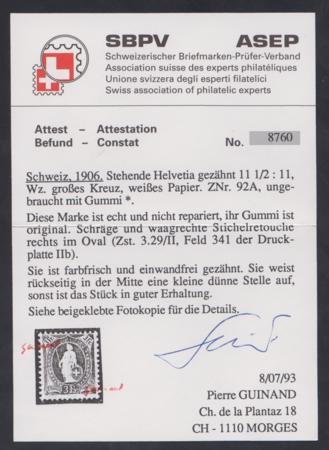 SBPV ASEP
Schweizerischer Briefmarken-Prüfer-Verband
Association suisse des experts philatéliques
Unione svizzera degli esperti filatelici
Swiss association of philatelic experts
Attest – Attestation
Befund – Constat
No. 8760
Schweiz, 1906, Stehende Helvetia gezähnt 11 1/2 : 11,
Wz. großes Kreuz, weißes Papier. ZNr. 92A, unge-
braucht mit Gummi *.
Diese Marke ist echt und nicht repariert, ihr Gummi ist
original. Schräge und waagrechte Stichelretouche
rechts im Oval (Zst. 3.29/II, Feld 341 der Druck-
platte IIb).
Sie ist farbfrisch und einwandfrei gezähnt. Sie weist
rückseitig in der Mitte eine kleine dünne Stelle auf,
sonst ist das Stück in guter Erhaltung.
Siehe beigeklebte Fotokopie für die Details.
8/07/93
Pierre GUINAND
Ch. de la Plantaz 18
CH - 1110 MORGES